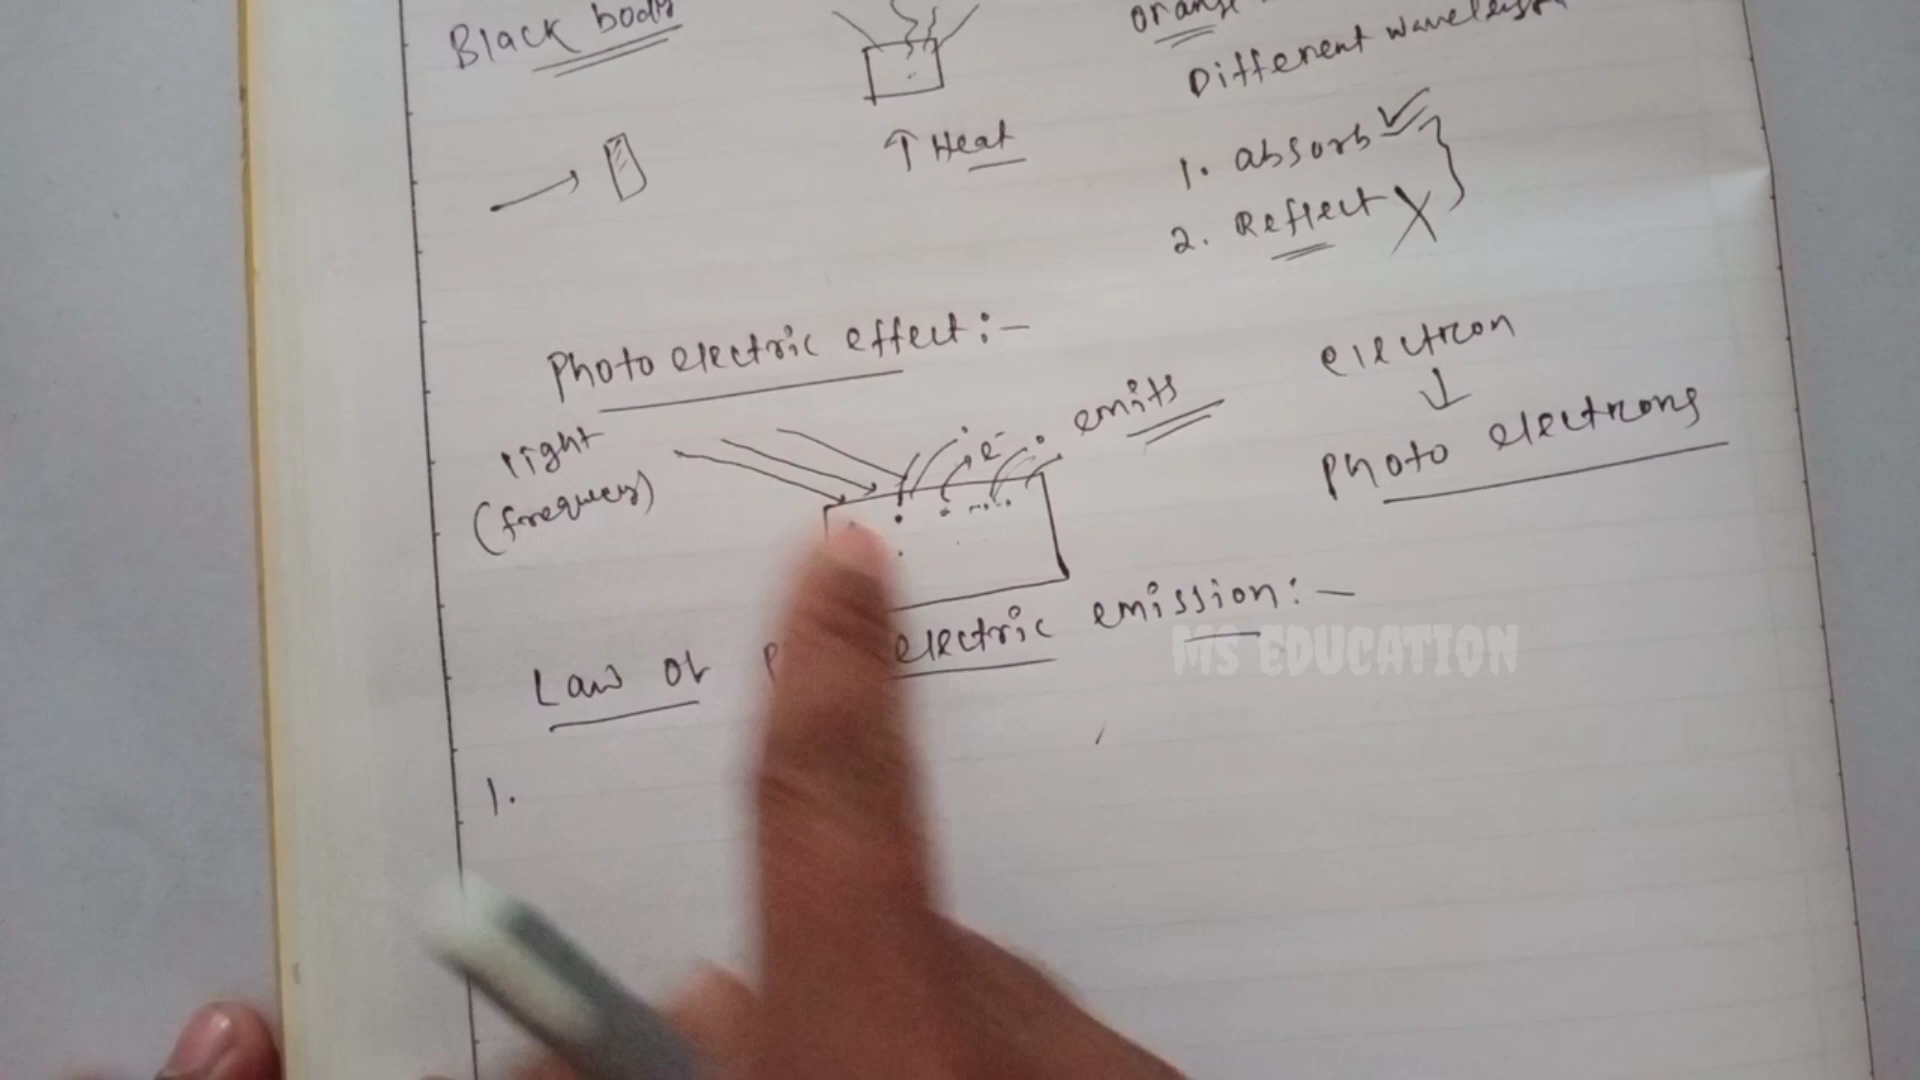 Black body
orange
Different wavelength
↑ Heat
1. absorb ✓
2. Reflect X
Photo electric effect:-
light
(frequency)
e-
emits
electron
↓
Photo electrons
Law of P electric emission:-
MS EDUCATION
1.